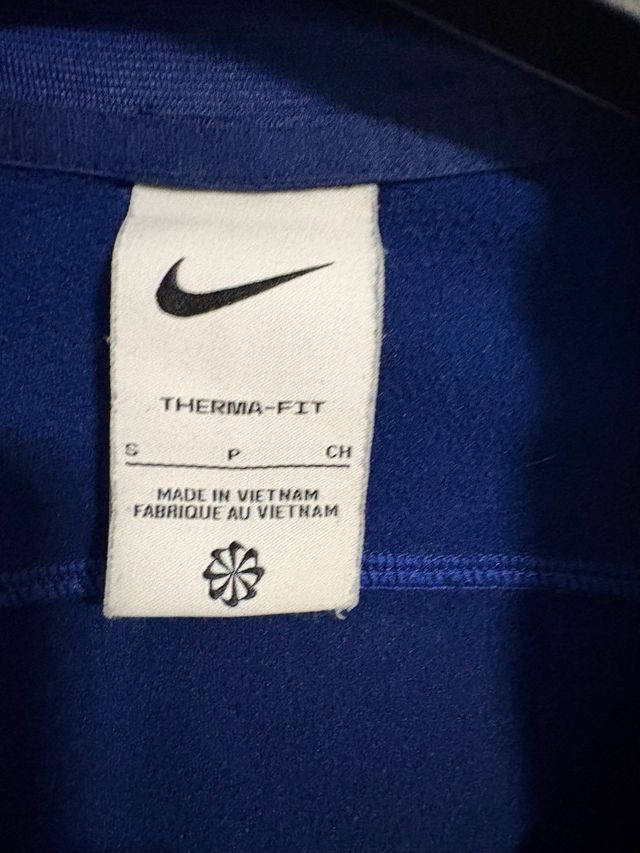 THERMA-FIT
S P CH
MADE IN VIETNAM
FABRIQUE AU VIETNAM